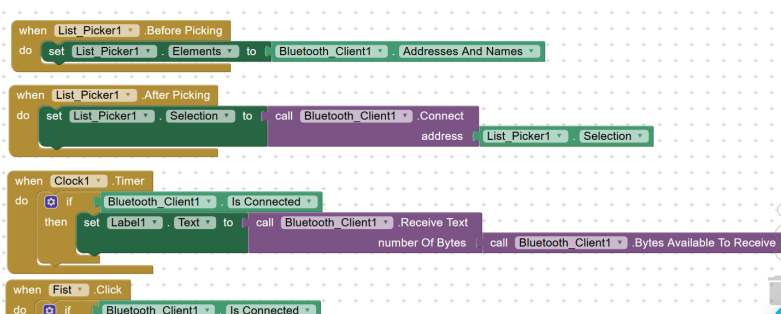 when List_Picker1 .Before Picking
do set List_Picker1 . Elements to Bluetooth_Client1 . Addresses And Names
when List_Picker1 .After Picking
do set List_Picker1 . Selection to call Bluetooth_Client1 .Connect
address List_Picker1 . Selection
when Clock1 .Timer
do if Bluetooth_Client1 . Is Connected
then set Label1 . Text to call Bluetooth_Client1 .Receive Text
number Of Bytes call Bluetooth_Client1 .Bytes Available To Receive
when Fist .Click
do if Bluetooth_Client1 . Is Connected